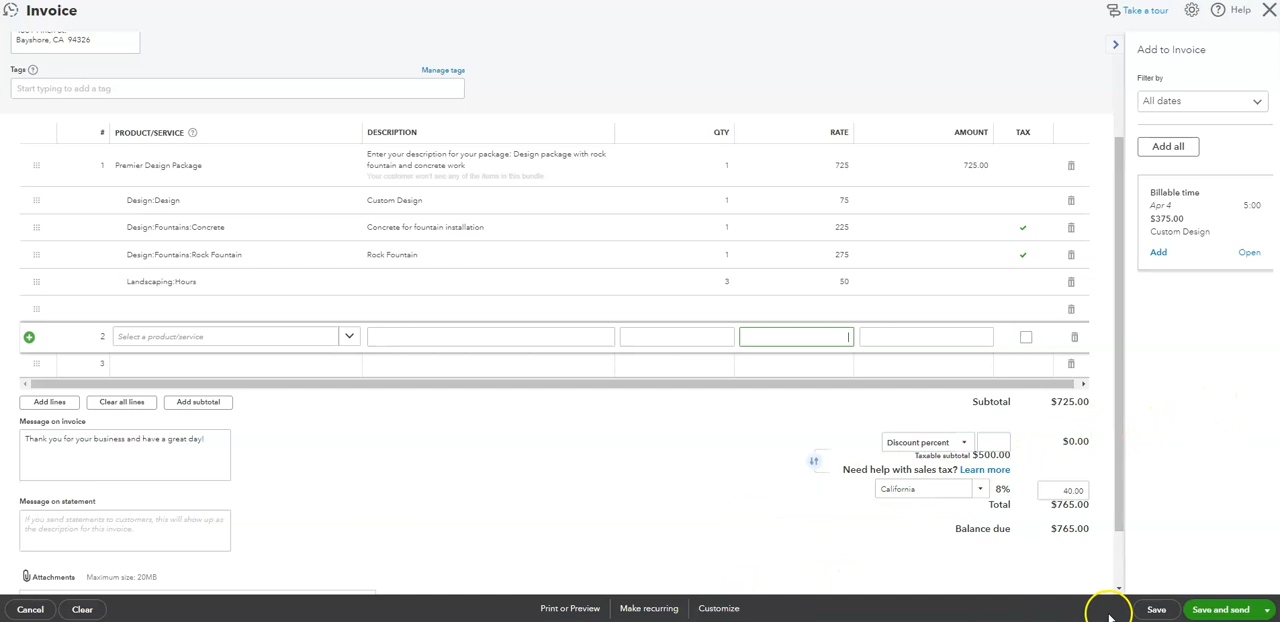 Invoice
Take a tour
Help
Bayshore, CA 94326
Tags
Manage tags
Start typing to add a tag
# PRODUCT/SERVICE DESCRIPTION QTY RATE AMOUNT TAX
1 Premier Design Package
Enter your description for your package: Design package with rock
fountain and concrete work
Your customer won't see any of the items in this bundle.
1 725 725.00
Design:Design Custom Design 1 75
Design:Fountains:Concrete Concrete for fountain installation 1 225
Design:Fountains:Rock Fountain Rock Fountain 1 275
Landscaping:Hours 3 50
2 Select a product/service
3
Add lines Clear all lines Add subtotal
Subtotal $725.00
Message on invoice
Thank you for your business and have a great day!
Discount percent $0.00
Taxable subtotal $500.00
Need help with sales tax? Learn more
California 8% 40.00
Total $765.00
Balance due $765.00
Message on statement
If you send statements to customers, this will show up as
the description for this invoice.
Attachments Maximum size: 20MB
Cancel Clear Print or Preview Make recurring Customize Save Save and send
Add to Invoice
Filter by
All dates
Add all
Billable time
Apr 4 5:00
$375.00
Custom Design
Add Open